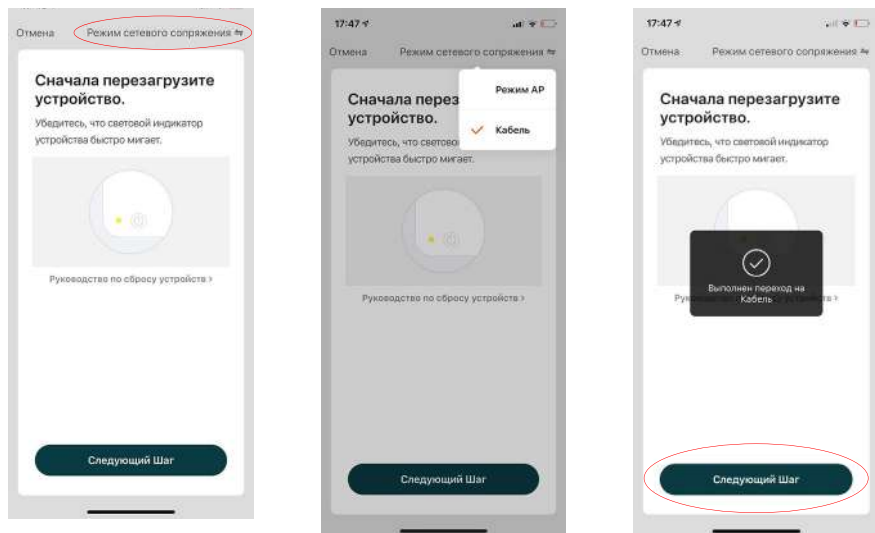 Отмена Режим сетевого сопряжения ⇆
Сначала перезагрузите
устройство.
Убедитесь, что световой индикатор
устройства быстро мигает.
Руководство по сбросу устройств >
Следующий Шаг
17:47
Отмена Режим сетевого сопряжения ⇆
Режим AP
Кабель
Сначала перез
устройство.
Убедитесь, что светово
устройства быстро мигает.
Руководство по сбросу устройств >
Следующий Шаг
17:47
Отмена Режим сетевого сопряжения ⇆
Сначала перезагрузите
устройство.
Убедитесь, что световой индикатор
устройства быстро мигает.
Выполнен переход на
Кабель
Следующий Шаг